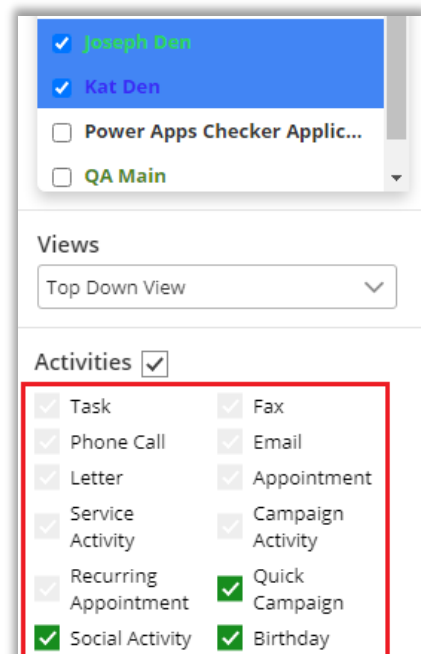 Joseph Den
Kat Den
Power Apps Checker Applic...
QA Main
Views
Top Down View
Activities
Task
Fax
Phone Call
Email
Letter
Appointment
Service
Activity
Campaign
Activity
Recurring
Appointment
Quick
Campaign
Social Activity
Birthday